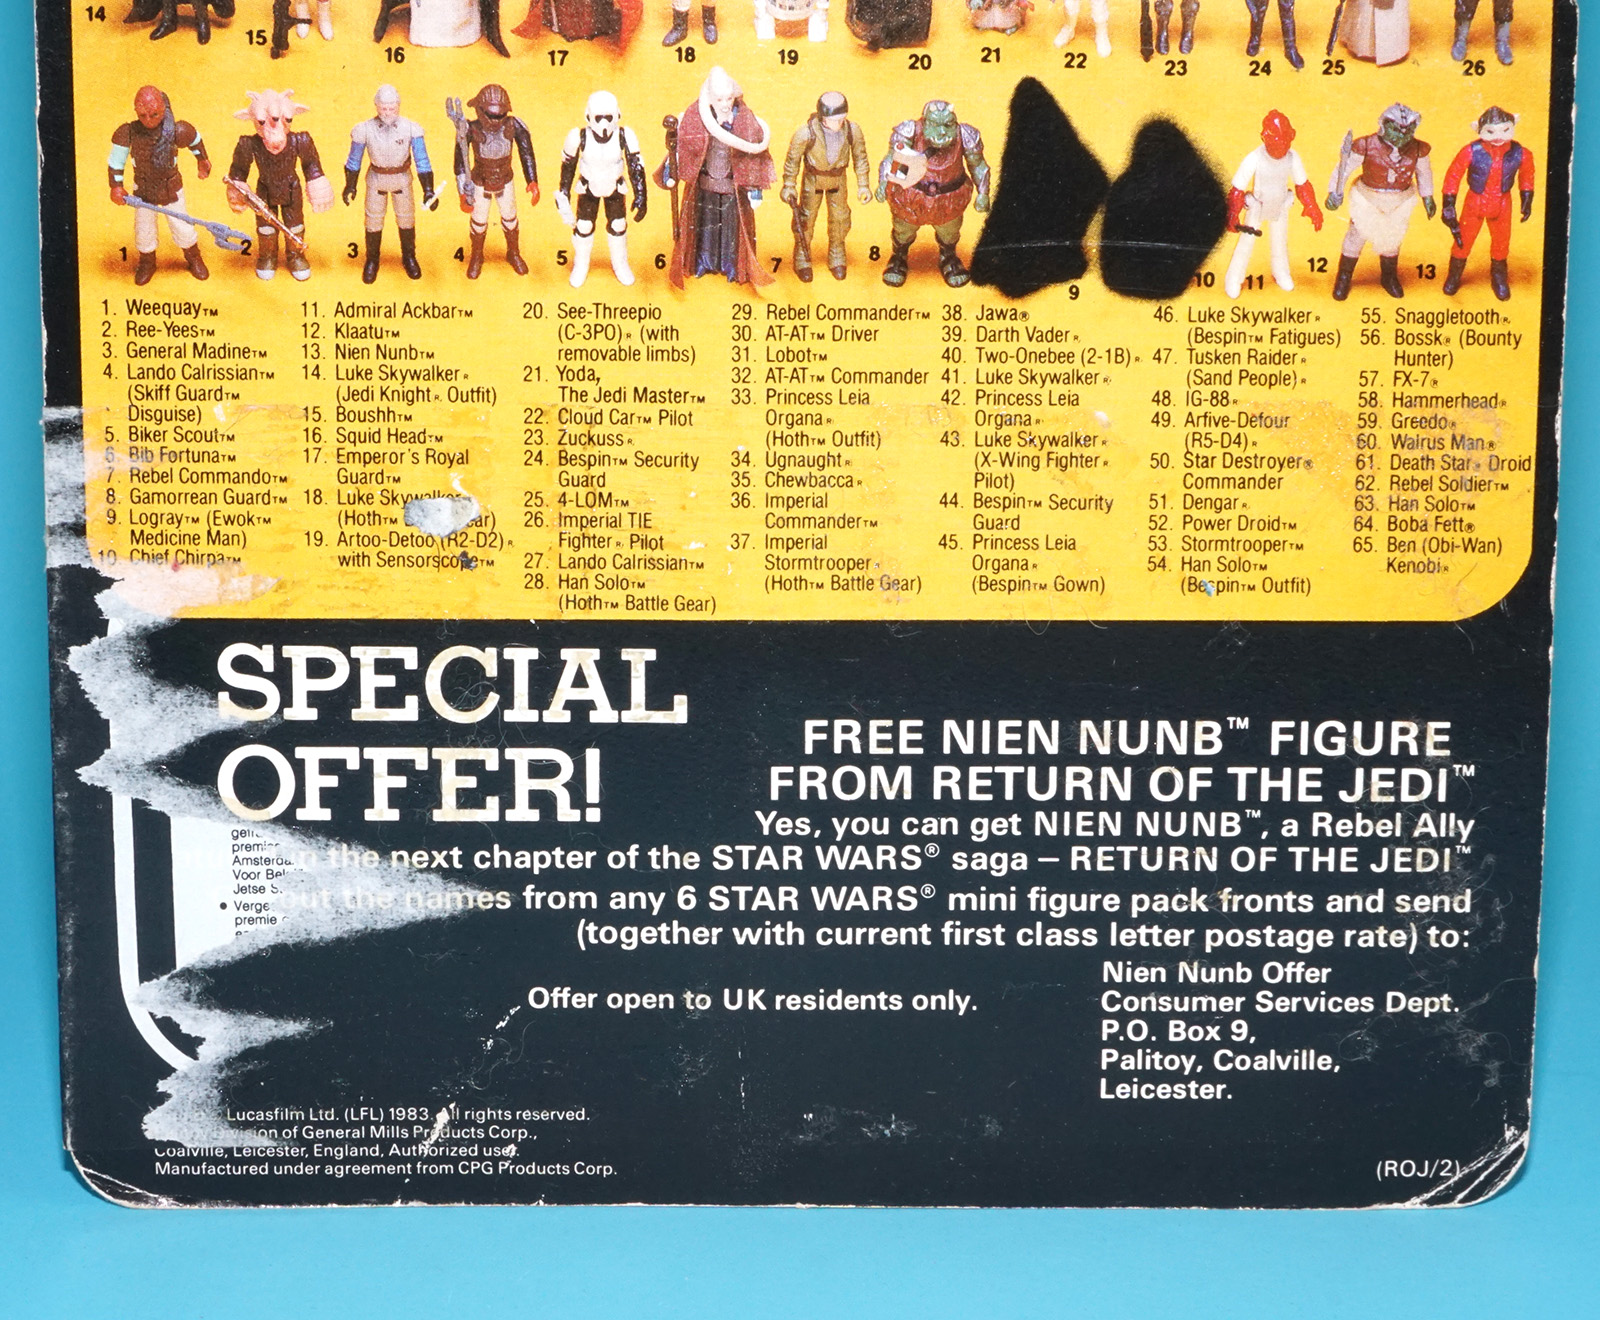 14
15
16
17
18
19
20
21
22
23
24
25
26
1
2
3
4
5
6
7
8
9
10
11
12
13
1. Weequay™
2. Ree-Yees™
3. General Madine™
4. Lando Calrissian™
(Skiff Guard™
Disguise)
5. Biker Scout™
6. Bib Fortuna™
7. Rebel Commando™
8. Gamorrean Guard™
9. Logray™ (Ewok™
Medicine Man)
10. Chief Chirpa™
11. Admiral Ackbar™
12. Klaatu™
13. Nien Nunb™
14. Luke Skywalker®
(Jedi Knight® Outfit)
15. Boushh™
16. Squid Head™
17. Emperor's Royal
Guard™
18. Luke Skywalker
(Hoth™
19. Artoo-Detoo (R2-D2)®
with Sensorscope™
20. See-Threepio
(C-3PO)® (with
removable limbs)
21. Yoda,
The Jedi Master™
22. Cloud Car™ Pilot
23. Zuckuss®
24. Bespin™ Security
Guard
25. 4-LOM™
26. Imperial TIE
Fighter® Pilot
27. Lando Calrissian™
28. Han Solo™
(Hoth™ Battle Gear)
29. Rebel Commander™
30. AT-AT™ Driver
31. Lobot™
32. AT-AT™ Commander
33. Princess Leia
Organa®
(Hoth™ Outfit)
34. Ugnaught®
35. Chewbacca®
36. Imperial
Commander™
37. Imperial
Stormtrooper®
(Hoth™ Battle Gear)
38. Jawa®
39. Darth Vader®
40. Two-Onebee (2-1B)®
41. Luke Skywalker®
42. Princess Leia
Organa®
43. Luke Skywalker®
(X-Wing Fighter®
Pilot)
44. Bespin™ Security
Guard
45. Princess Leia
Organa®
(Bespin™ Gown)
46. Luke Skywalker®
(Bespin™ Fatigues)
47. Tusken Raider®
(Sand People)®
48. IG-88®
49. Arfive-Defour
(R5-D4)®
50. Star Destroyer®
Commander
51. Dengar®
52. Power Droid™
53. Stormtrooper™
54. Han Solo™
(Bespin™ Outfit)
55. Snaggletooth®
56. Bossk® (Bounty
Hunter)
57. FX-7®
58. Hammerhead®
59. Greedo®
60. Walrus Man®
61. Death Star® Droid
62. Rebel Soldier™
63. Han Solo™
64. Boba Fett®
65. Ben (Obi-Wan)
Kenobi®
SPECIAL
OFFER!
FREE NIEN NUNB™ FIGURE
FROM RETURN OF THE JEDI™
Yes, you can get NIEN NUNB™, a Rebel Ally
the next chapter of the STAR WARS® saga – RETURN OF THE JEDI™
out the names from any 6 STAR WARS® mini figure pack fronts and send
(together with current first class letter postage rate) to:
Nien Nunb Offer
Consumer Services Dept.
P.O. Box 9,
Palitoy, Coalville,
Leicester.
Offer open to UK residents only.
Voor
Jetse
premie
© Lucasfilm Ltd. (LFL) 1983. All rights reserved.
Division of General Mills Products Corp.,
Coalville, Leicester, England, Authorized user.
Manufactured under agreement from CPG Products Corp.
(ROJ/2)